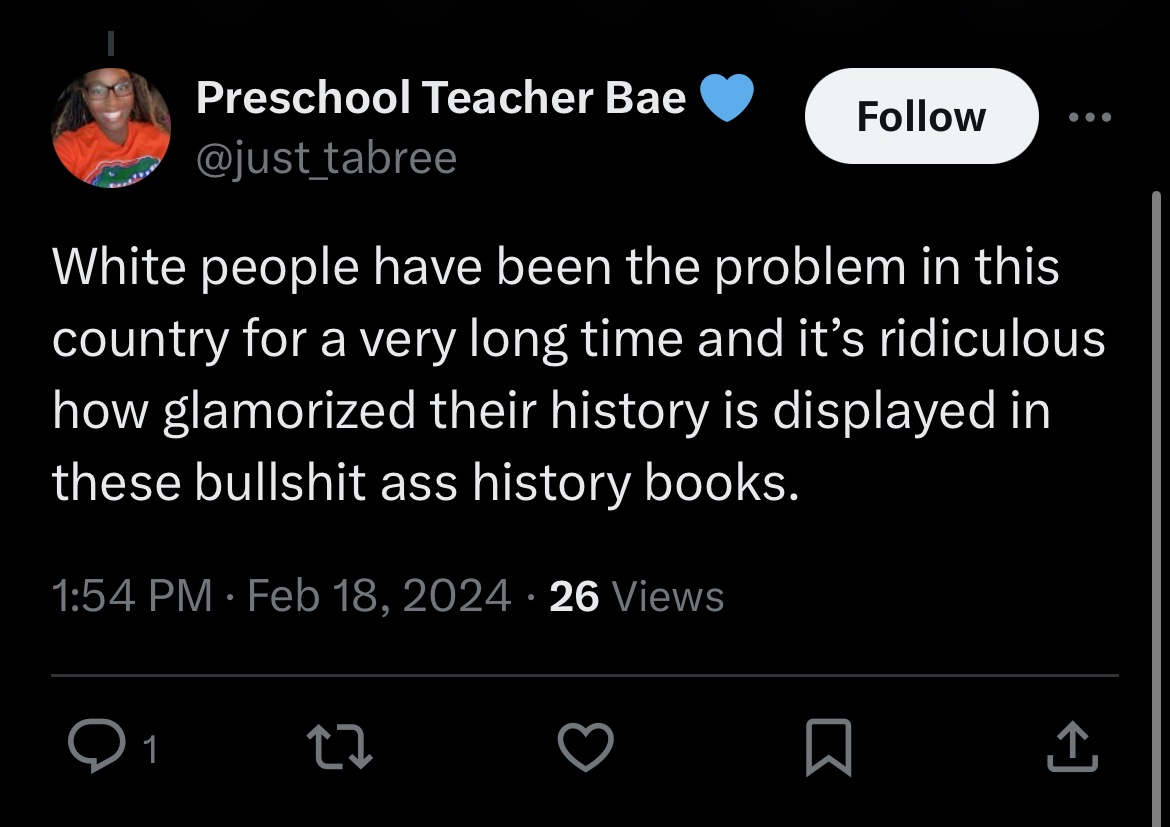 Preschool Teacher Bae 💙
Follow
@just_tabree
White people have been the problem in this
country for a very long time and it’s ridiculous
how glamorized their history is displayed in
these bullshit ass history books.
1:54 PM · Feb 18, 2024 · 26 Views
1